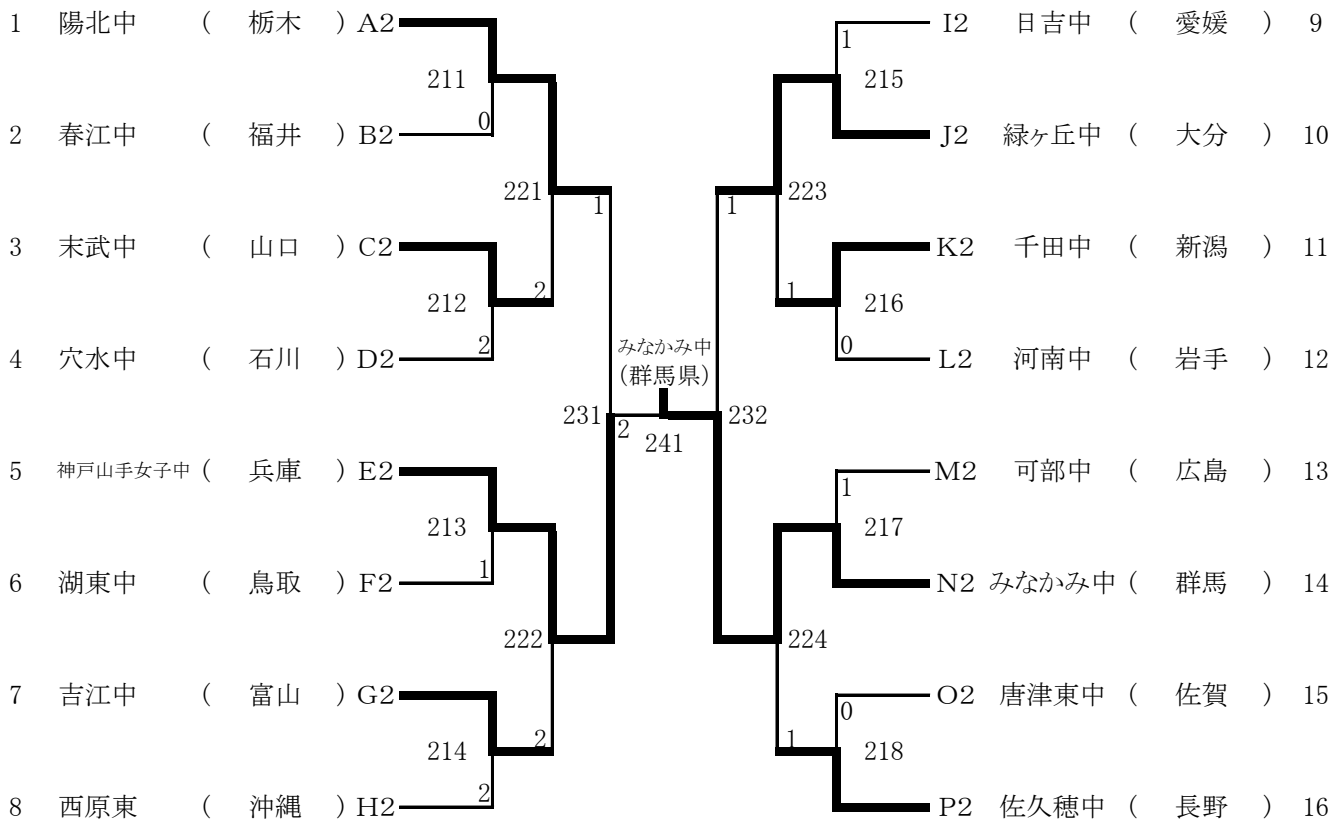 1 陽北中 ( 栃木 ) A2
I2 日吉中 ( 愛媛 ) 9
1
211
215
0
2 春江中 ( 福井 ) B2
J2 緑ヶ丘中 ( 大分 ) 10
221
1
1
223
3 末武中 ( 山口 ) C2
K2 千田中 ( 新潟 ) 11
2
1
212
216
2
0
みなかみ中
4 穴水中 ( 石川 ) D2
L2 河南中 ( 岩手 ) 12
(群馬県)
231
232
2
241
5 神戸山手女子中 ( 兵庫 ) E2
M2 可部中 ( 広島 ) 13
1
213
217
1
6 湖東中 ( 鳥取 ) F2
N2 みなかみ中 ( 群馬 ) 14
222
224
7 吉江中 ( 富山 ) G2
O2 唐津東中 ( 佐賀 ) 15
0
2
1
214
218
2
8 西原東 ( 沖縄 ) H2
P2 佐久穂中 ( 長野 ) 16